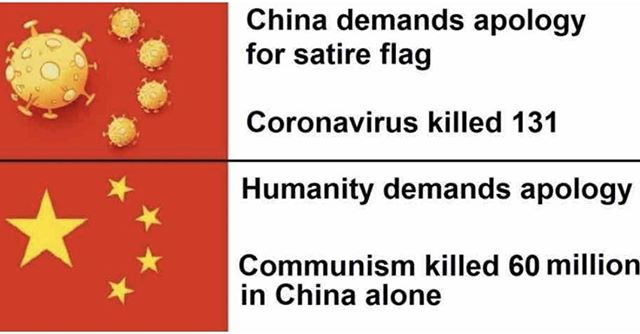 China demands apology
for satire flag
Coronavirus killed 131
Humanity demands apology
Communism killed 60 million
in China alone